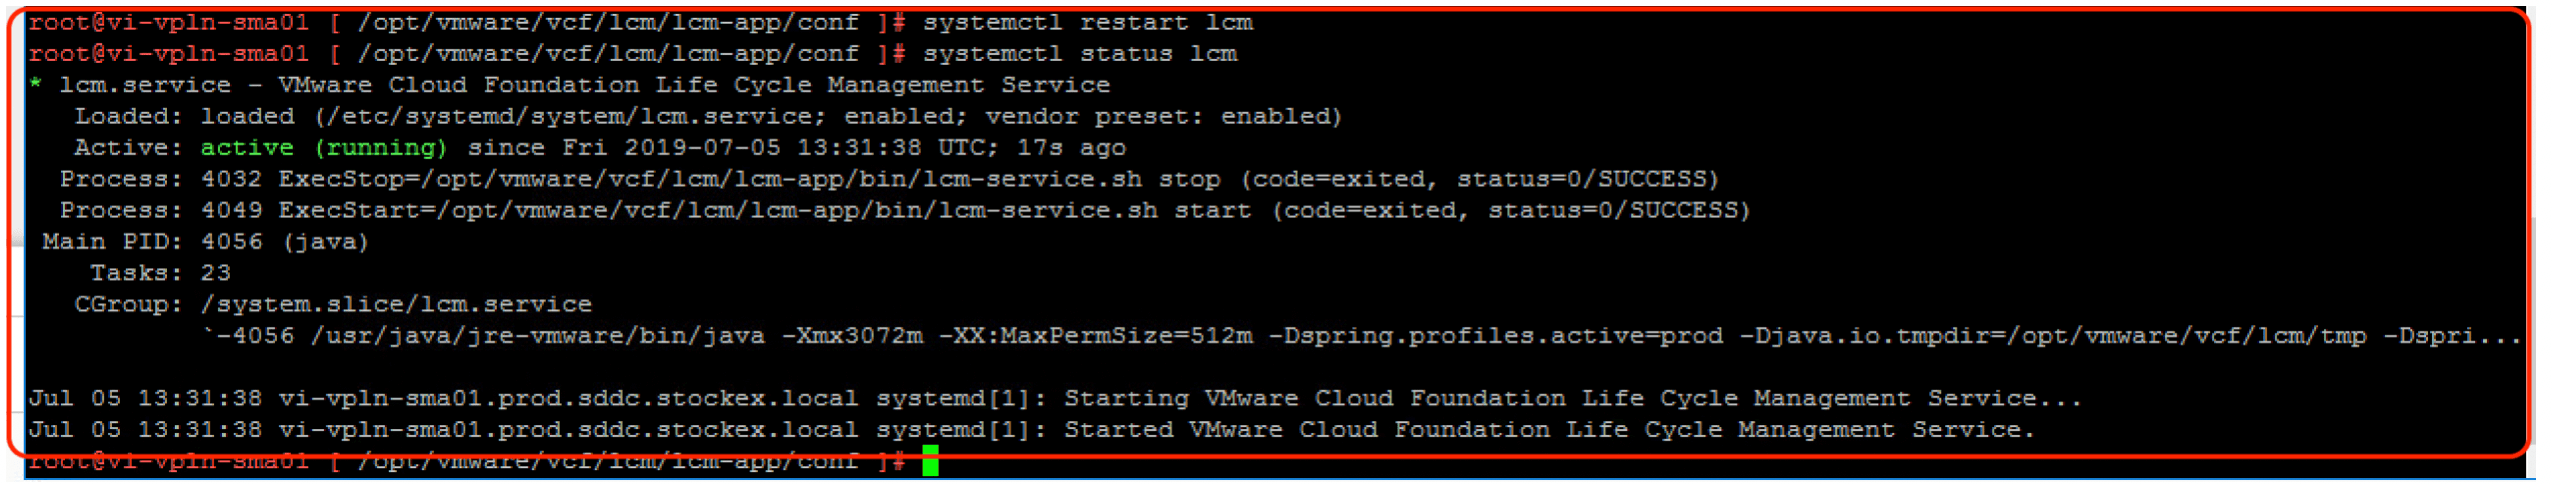 root@vi-vpln-sma01 [ /opt/vmware/vcf/lcm/lcm-app/conf ]# systemctl restart lcm
root@vi-vpln-sma01 [ /opt/vmware/vcf/lcm/lcm-app/conf ]# systemctl status lcm
* lcm.service - VMware Cloud Foundation Life Cycle Management Service
Loaded: loaded (/etc/systemd/system/lcm.service; enabled; vendor preset: enabled)
Active: active (running) since Fri 2019-07-05 13:31:38 UTC; 17s ago
Process: 4032 ExecStop=/opt/vmware/vcf/lcm/lcm-app/bin/lcm-service.sh stop (code=exited, status=0/SUCCESS)
Process: 4049 ExecStart=/opt/vmware/vcf/lcm/lcm-app/bin/lcm-service.sh start (code=exited, status=0/SUCCESS)
Main PID: 4056 (java)
Tasks: 23
CGroup: /system.slice/lcm.service
`-4056 /usr/java/jre-vmware/bin/java -Xmx3072m -XX:MaxPermSize=512m -Dspring.profiles.active=prod -Djava.io.tmpdir=/opt/vmware/vcf/lcm/tmp -Dspri...
Jul 05 13:31:38 vi-vpln-sma01.prod.sddc.stockex.local systemd[1]: Starting VMware Cloud Foundation Life Cycle Management Service...
Jul 05 13:31:38 vi-vpln-sma01.prod.sddc.stockex.local systemd[1]: Started VMware Cloud Foundation Life Cycle Management Service.
root@vi-vpln-sma01 [ /opt/vmware/vcf/lcm/lcm-app/conf ]#